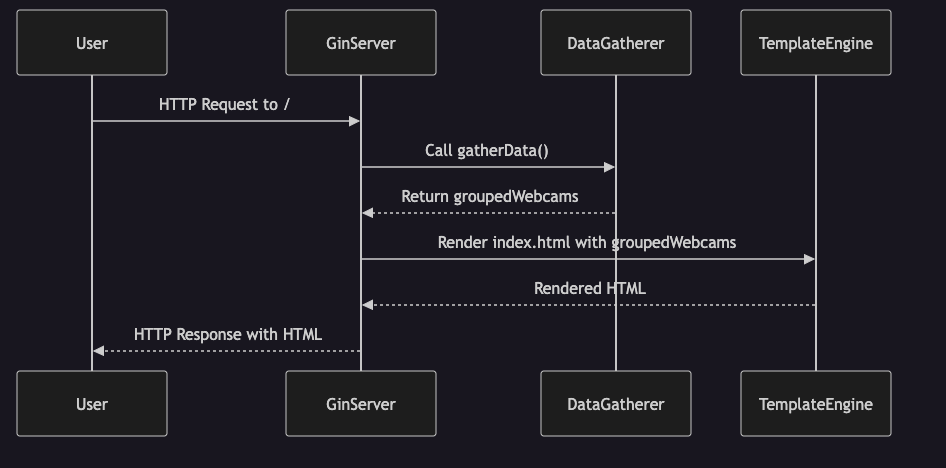 User
GinServer
DataGatherer
TemplateEngine
HTTP Request to /
Call gatherData()
Return groupedWebcams
Render index.html with groupedWebcams
Rendered HTML
HTTP Response with HTML
User
GinServer
DataGatherer
TemplateEngine